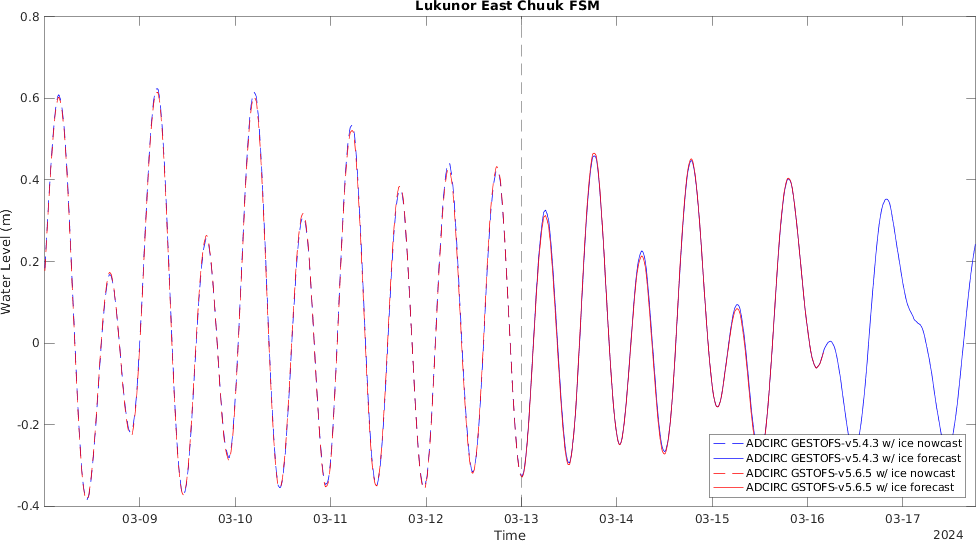 Lukunor East Chuuk FSM
0.8
0.6
0.4
0.2
0
-0.2
-0.4
Water Level (m)
ADCIRC GESTOFS-v5.4.3 w/ ice nowcast
ADCIRC GESTOFS-v5.4.3 w/ ice forecast
ADCIRC GSTOFS-v5.6.5 w/ ice nowcast
ADCIRC GSTOFS-v5.6.5 w/ ice forecast
03-09 03-10 03-11 03-12 03-13 03-14 03-15 03-16 03-17
Time
2024